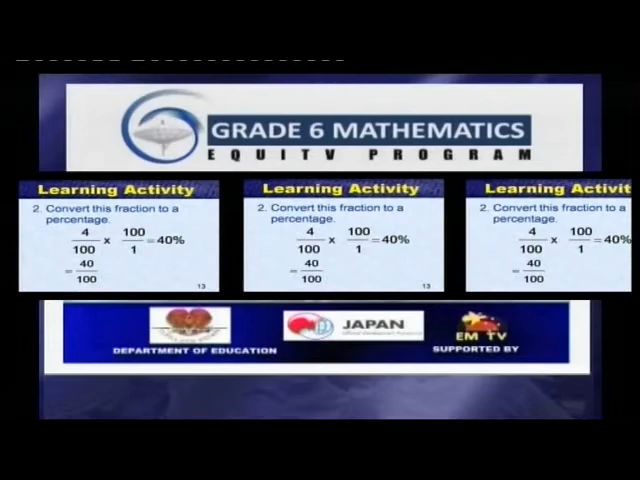 GRADE 6 MATHEMATICS
EQUITV PROGRAM
Learning Activity
2. Convert this fraction to a
percentage.
4/100 x 100/1 = 40%
= 40/100
13
Learning Activity
2. Convert this fraction to a
percentage.
4/100 x 100/1 = 40%
= 40/100
13
Learning Activit
2. Convert this fraction to a
percentage.
4/100 x 100/1 = 40%
= 40/100
JAPAN
EM TV
DEPARTMENT OF EDUCATION
SUPPORTED BY